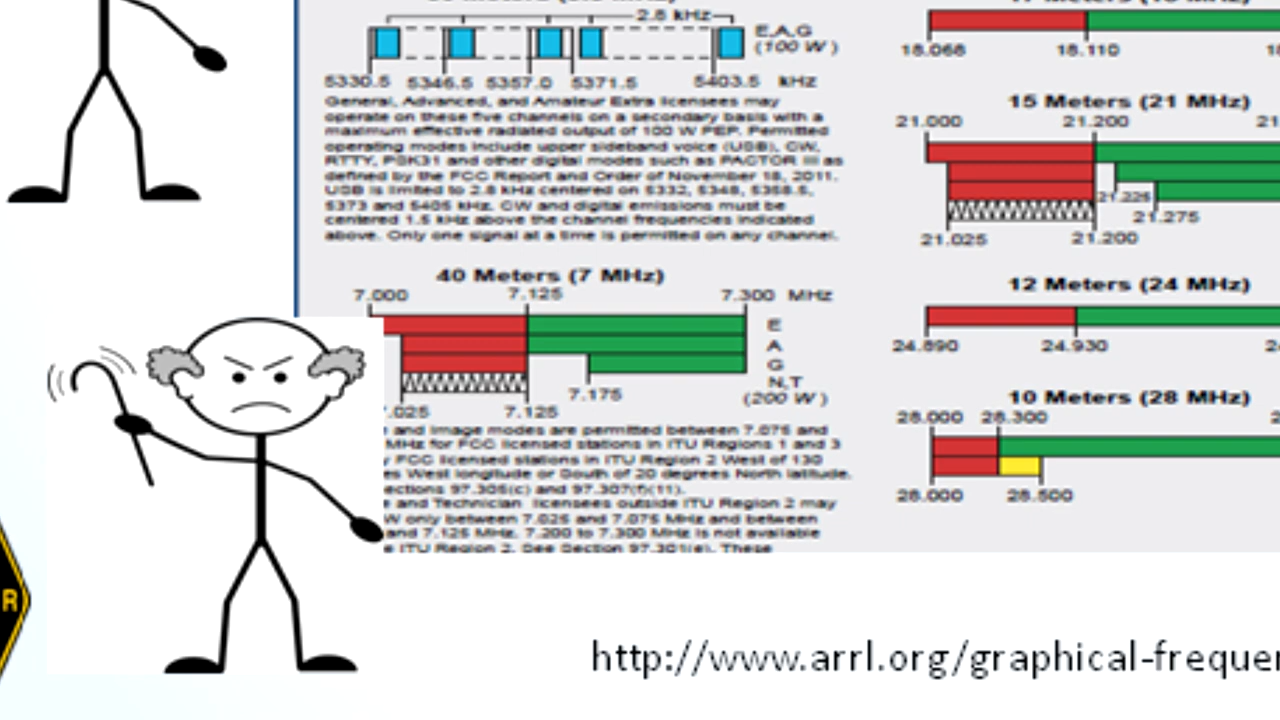 2.8 kHz
E,A,G
(100 W)
5330.5 5346.5 5357.0 5371.5 5403.5 kHz
General, Advanced, and Amateur Extra licensees may
operate on these five channels on a secondary basis with a
maximum effective radiated output of 100 W PEP. Permitted
operating modes include upper sideband voice (USB), CW,
RTTY, PSK31 and other digital modes such as PACTOR III as
defined by the FCC Report and Order of November 18, 2011.
USB is limited to 2.8 kHz centered on 5332, 5348, 5358.5,
5373 and 5405 kHz. CW and digital emissions must be
centered 1.5 kHz above the channel frequencies indicated
above. Only one signal at a time is permitted on any channel.
40 Meters (7 MHz)
7.000 7.125 7.300 MHz
E
A
G
N,T
(200 W)
7.175
.025 7.125
and image modes are permitted between 7.075 and
MHz for FCC licensed stations in ITU Regions 1 and 3
FCC licensed stations in ITU Region 2 West of 130
es West longitude or South of 20 degrees North latitude.
ections 97.305(c) and 97.307(f)(11).
and Technician licensees outside ITU Region 2 may
W only between 7.025 and 7.075 MHz and between
and 7.125 MHz. 7.200 to 7.300 MHz is not available
e ITU Region 2. See Section 97.301(e). These
18.068 18.110
15 Meters (21 MHz)
21.000 21.200
21.225
21.275
21.025 21.200
12 Meters (24 MHz)
24.890 24.930
10 Meters (28 MHz)
28.000 28.300
28.000 28.500
R
http://www.arrl.org/graphical-freque